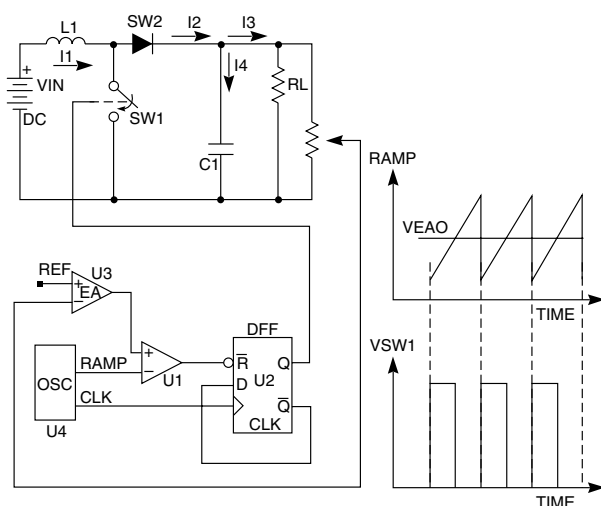 L1
SW2
I2
I3
I1
I4
+
VIN
DC
SW1
RL
C1
REF
U3
+
EA
−
RAMP
+
−
U1
OSC
CLK
U4
DFF
R
Q
D
U2
Q
CLK
RAMP
VEAO
TIME
VSW1
TIME